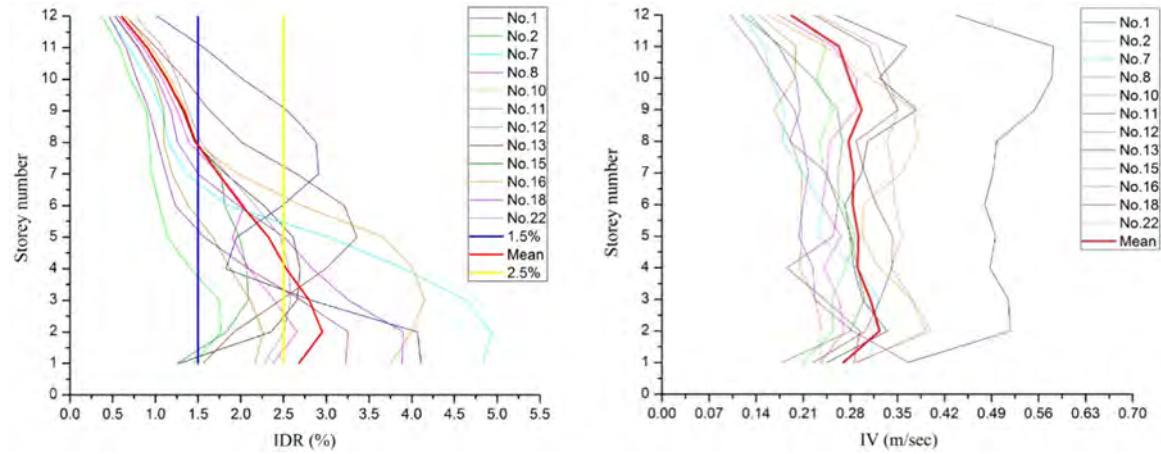 12
11
10
9
8
7
6
5
4
3
2
1
0
Storey number
0.0 0.5 1.0 1.5 2.0 2.5 3.0 3.5 4.0 4.5 5.0 5.5
IDR (%)
No.1
No.2
No.7
No.8
No.10
No.11
No.12
No.13
No.15
No.16
No.18
No.22
1.5%
Mean
2.5%
12
11
10
9
8
7
6
5
4
3
2
1
0
Storey number
0.00 0.07 0.14 0.21 0.28 0.35 0.42 0.49 0.56 0.63 0.70
IV (m/sec)
No.1
No.2
No.7
No.8
No.10
No.11
No.12
No.13
No.15
No.16
No.18
No.22
Mean